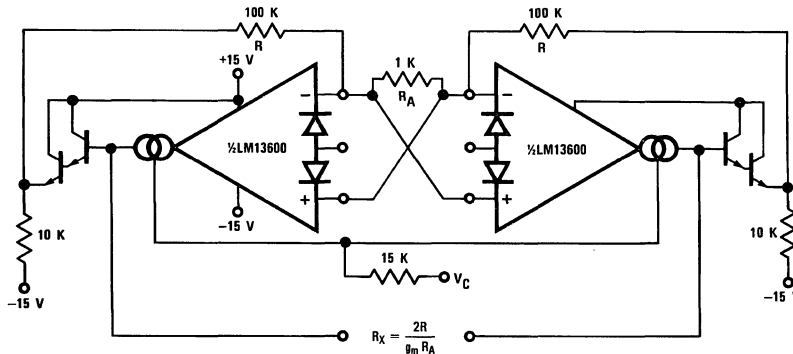 100 K
R
100 K
R
+15 V
1 K
R_A
−
−
½LM13600
½LM13600
+
+
−15 V
10 K
−15 V
15 K
V_C
10 K
−15 V
R_X = 2R / g_m R_A